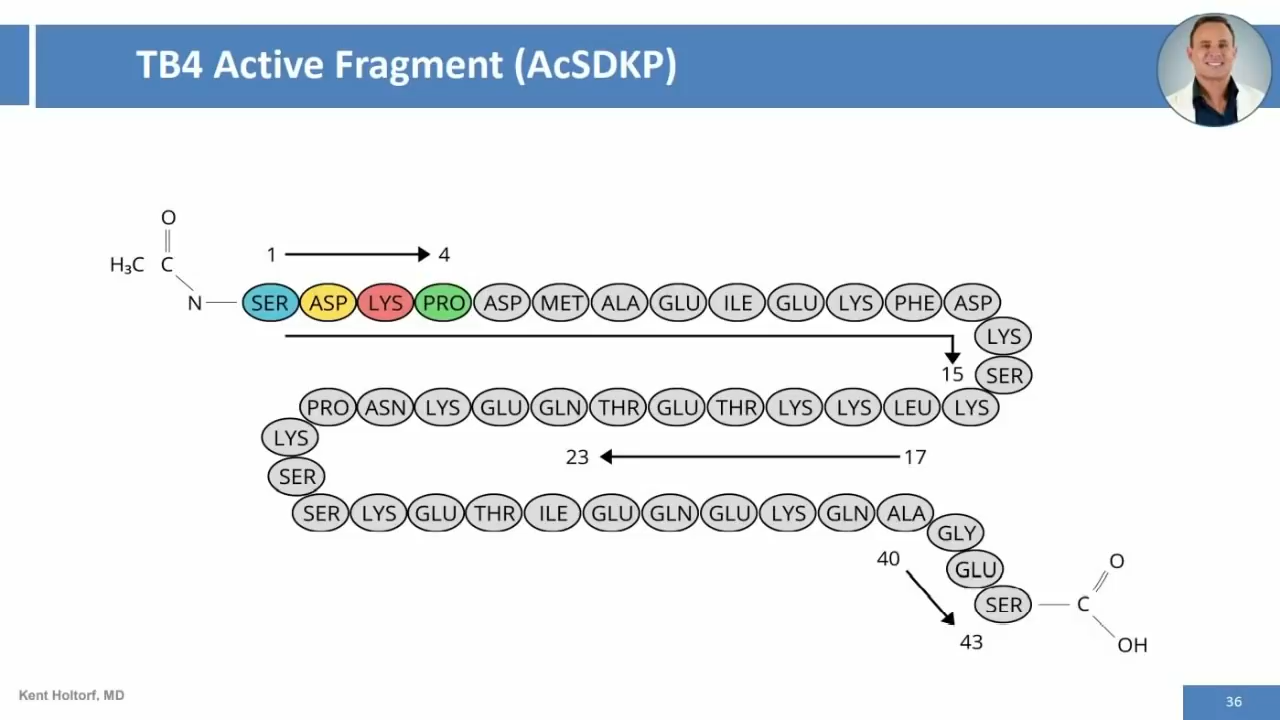 TB4 Active Fragment (AcSDKP)
O
1 4
H₃C C
N SER ASP LYS PRO ASP MET ALA GLU ILE GLU LYS PHE ASP
LYS
15 SER
PRO ASN LYS GLU GLN THR GLU THR LYS LYS LEU LYS
LYS
23 17
SER
SER LYS GLU THR ILE GLU GLN GLU LYS GLN ALA
GLY
40 GLU
O
SER C
43 OH
Kent Holtorf, MD
36